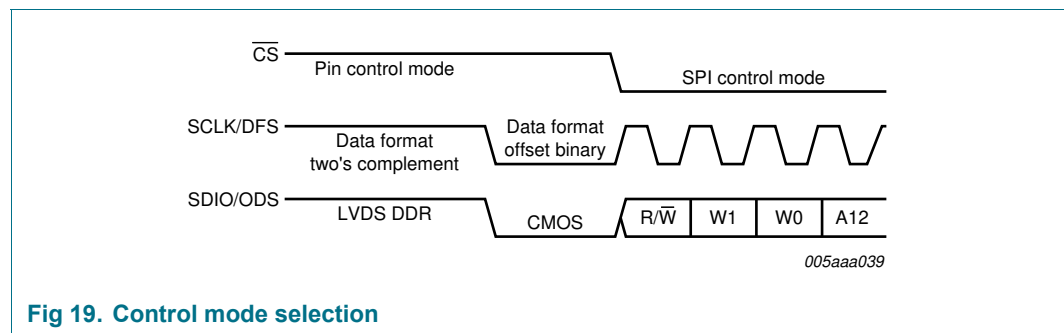 C̅S̅
Pin control mode
SPI control mode
SCLK/DFS
Data format
two's complement
Data format
offset binary
SDIO/ODS
LVDS DDR
CMOS
R/W̅
W1
W0
A12
005aaa039
Fig 19. Control mode selection